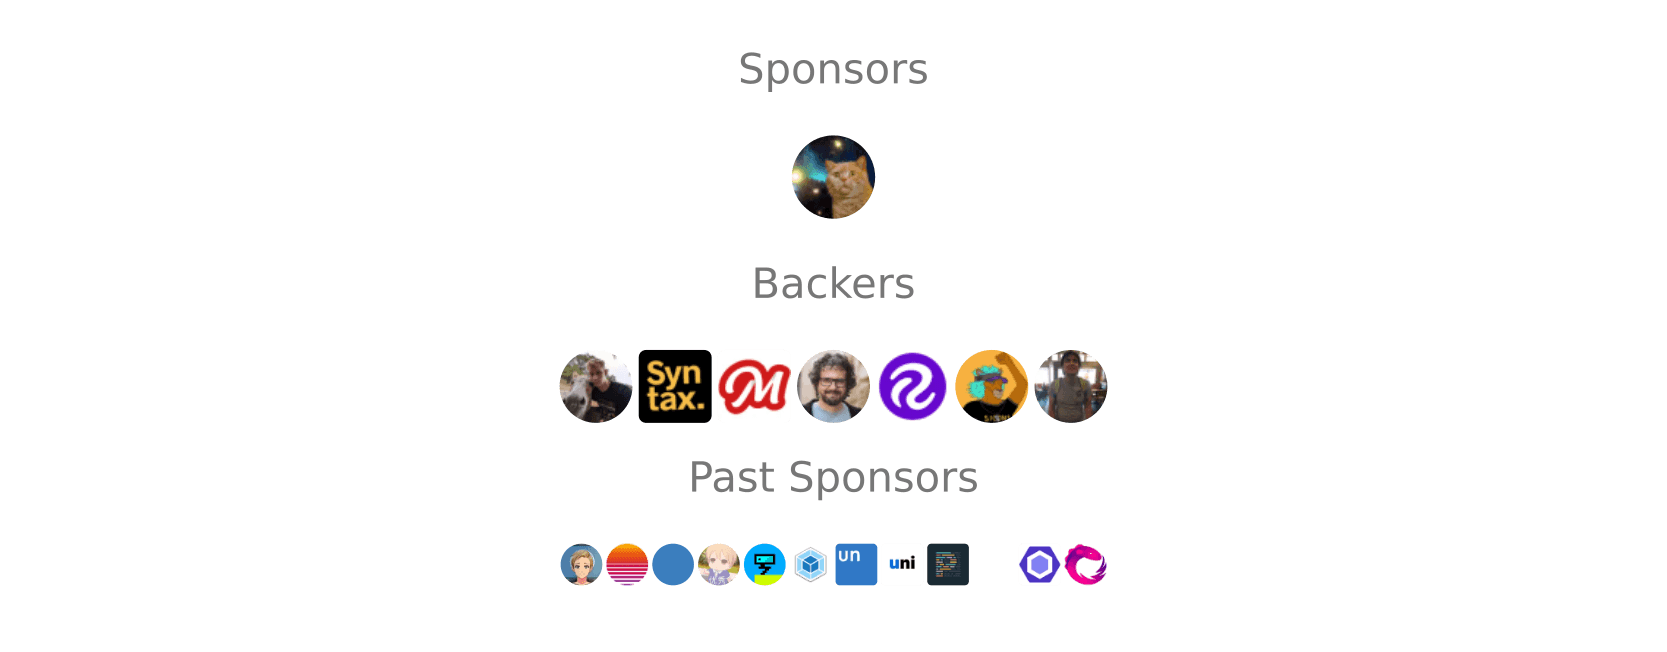 Sponsors
Backers
Syn
tax.
M
Past Sponsors
un
uni